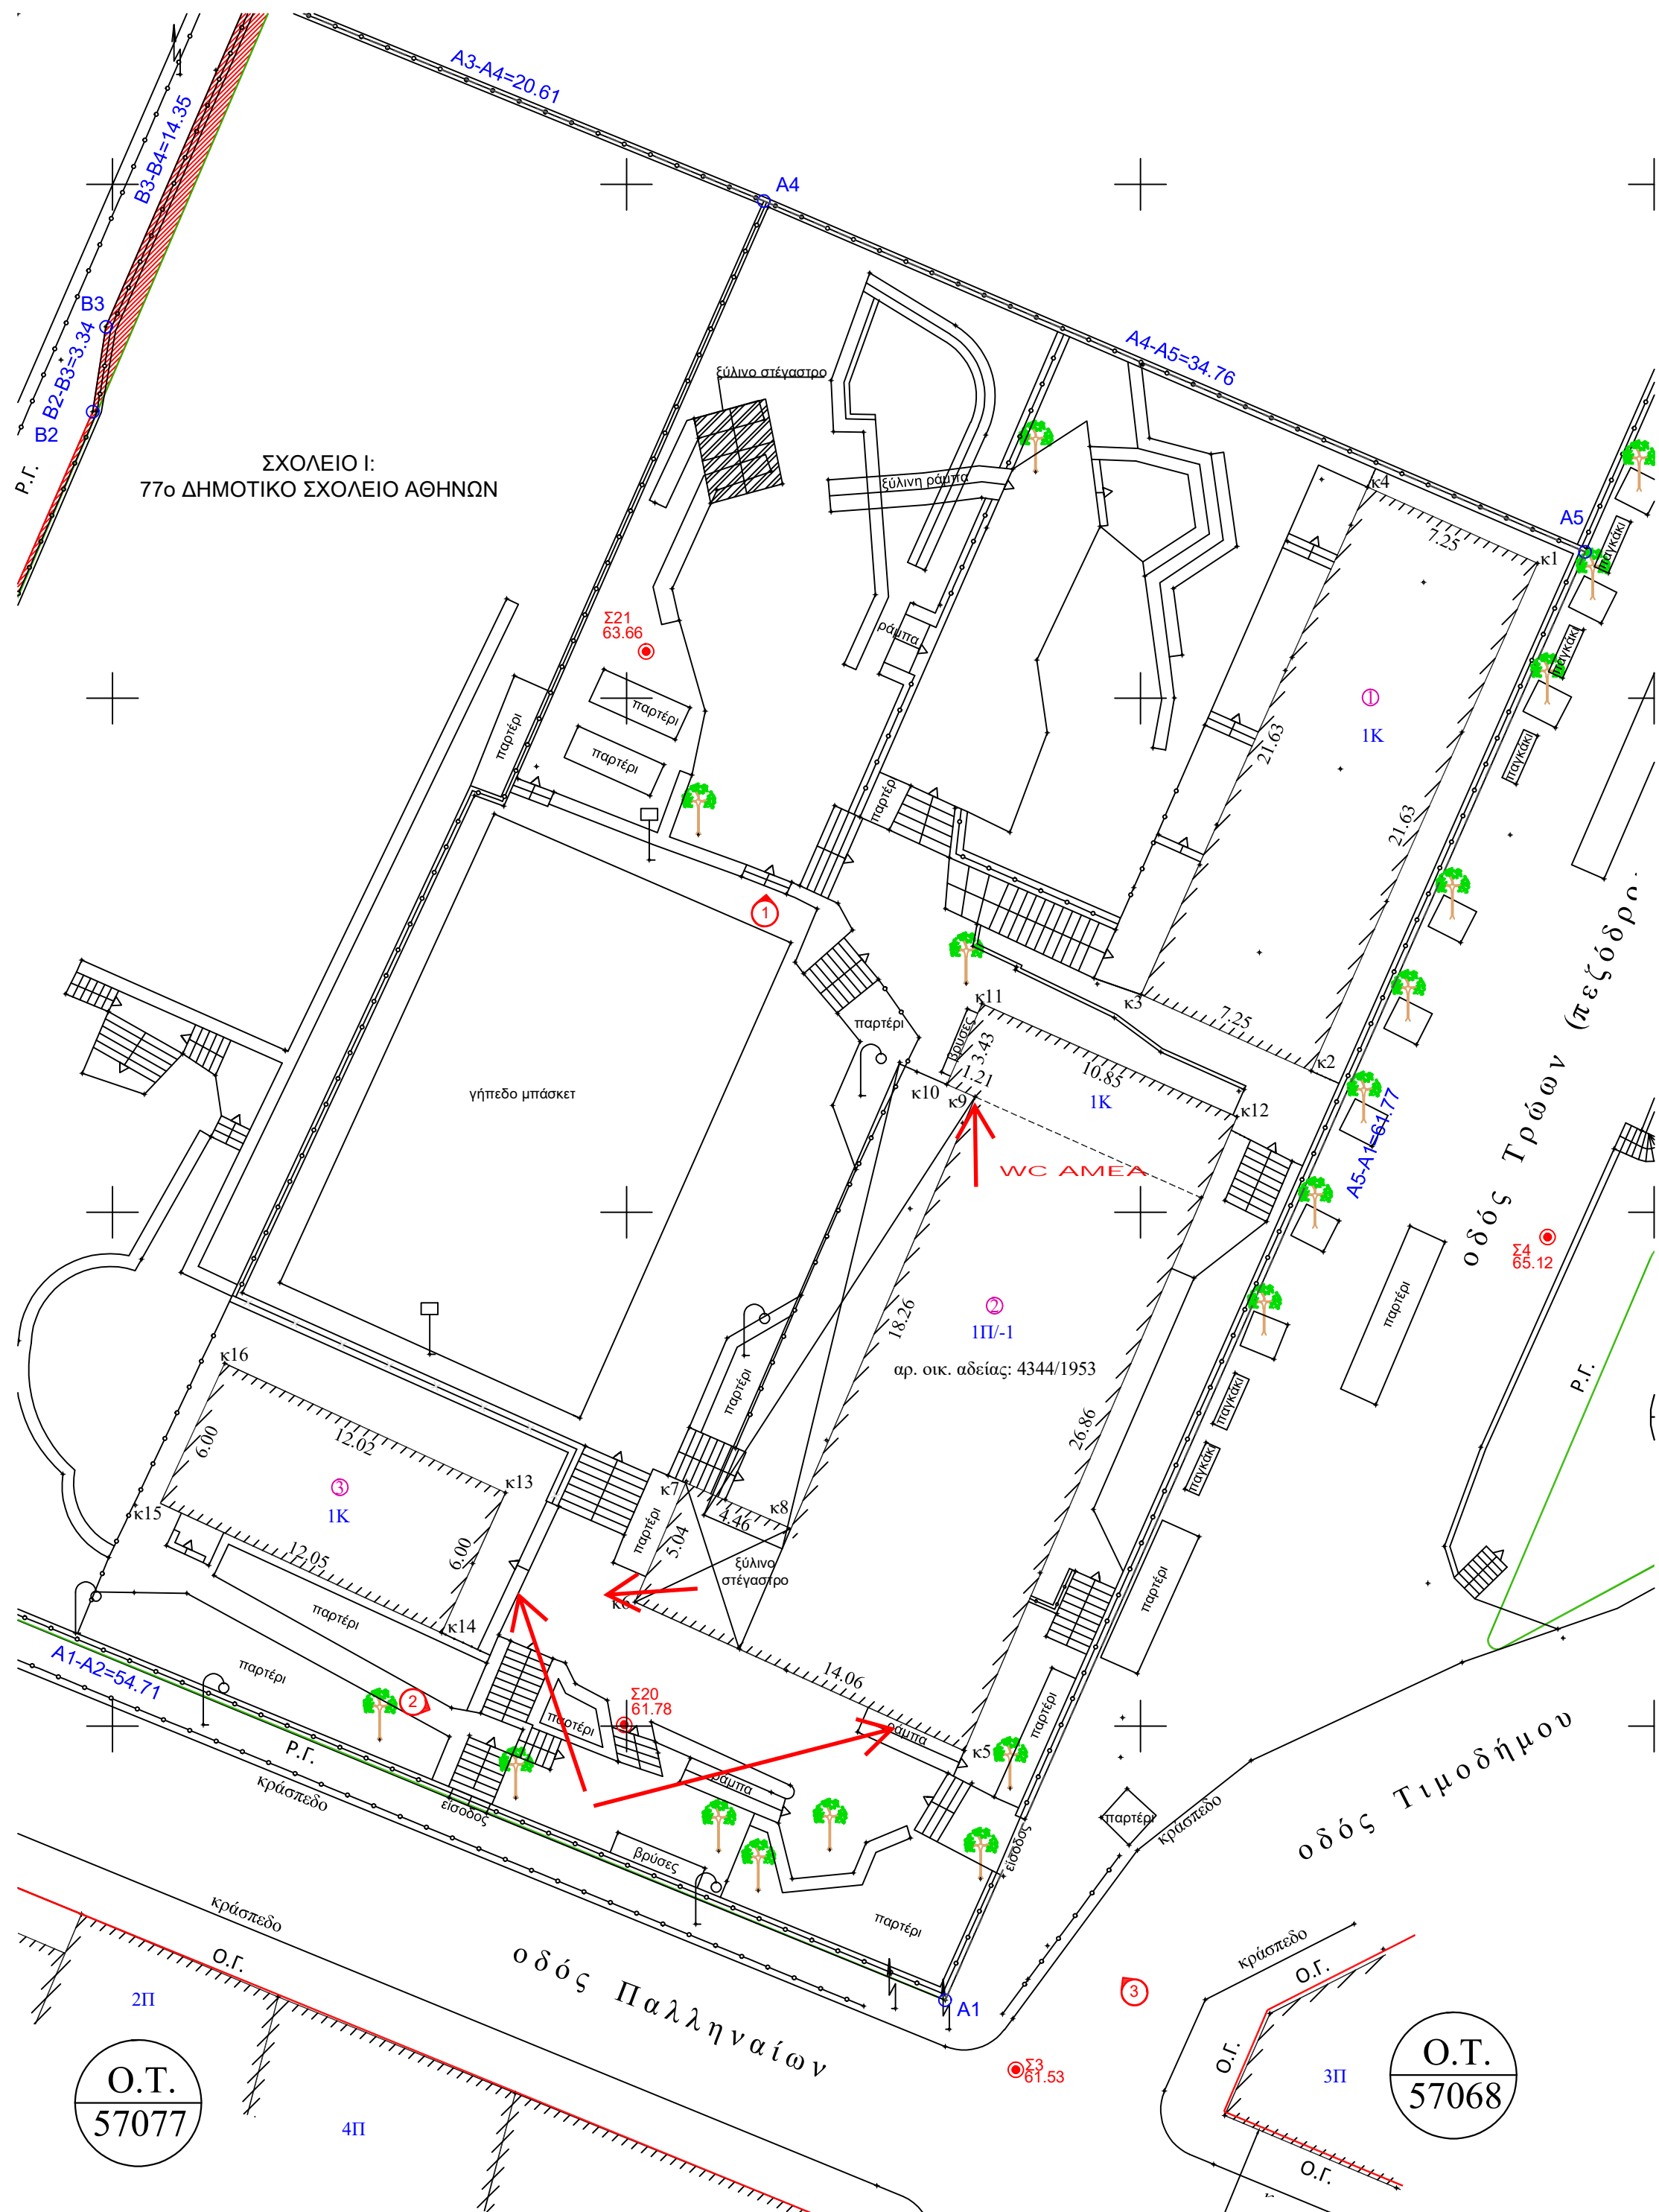 A3-A4=20.61
B3-B4=14.35
A4
B3
B2-B3=3.34
B2
Ρ.Γ.
A4-A5=34.76
ξύλινο στέγαστρο
ΣΧΟΛΕΙΟ Ι:
77ο ΔΗΜΟΤΙΚΟ ΣΧΟΛΕΙΟ ΑΘΗΝΩΝ
ξύλινη ράμπα
κ4
A5
7.25
κ1
παγκάκι
Σ21
63.66
ράμπα
παγκάκι
παρτέρι
παρτέρι
παρτέρι
1
1Κ
21.63
21.63
παγκάκι
παρτέρ
1
κ11
κ3
7.25
παρτέρι
βρύσες
3.43
1.21
10.85
κ2
κ10
κ9
1Κ
κ12
γήπεδο μπάσκετ
WC ΑΜΕΑ
A5-A1=61.77
οδός Τρώων (πεζόδρο
Σ4
65.12
παρτέρι
2
1Π/-1
18.26
αρ. οικ. αδείας: 4344/1953
Ρ.Γ.
κ16
παρτέρι
παγκάκι
26.86
6.00
12.02
κ13
παγκάκι
3
1Κ
κ7
κ15
κ8
4.46
παρτέρι
5.04
12.05
6.00
ξύλινο
στέγαστρο
παρτέρι
κ6
παρτέρι
κ14
A1-A2=54.71
παρτέρι
14.06
2
Σ20
61.78
παρτέρι
παρτέρι
ράμπα
κ5
Ρ.Γ.
ράμπα
κράσπεδο
είσοδος
παρτέρι
κράσπεδο
οδός Τιμοδήμου
βρύσες
είσοδος
κράσπεδο
παρτέρι
Ο.Γ.
οδός Παλληναίων
κράσπεδο
Ο.Γ.
3
2Π
A1
Ο.Τ.
57077
4Π
Σ3
61.53
Ο.Γ.
3Π
Ο.Τ.
57068
Ο.Γ.